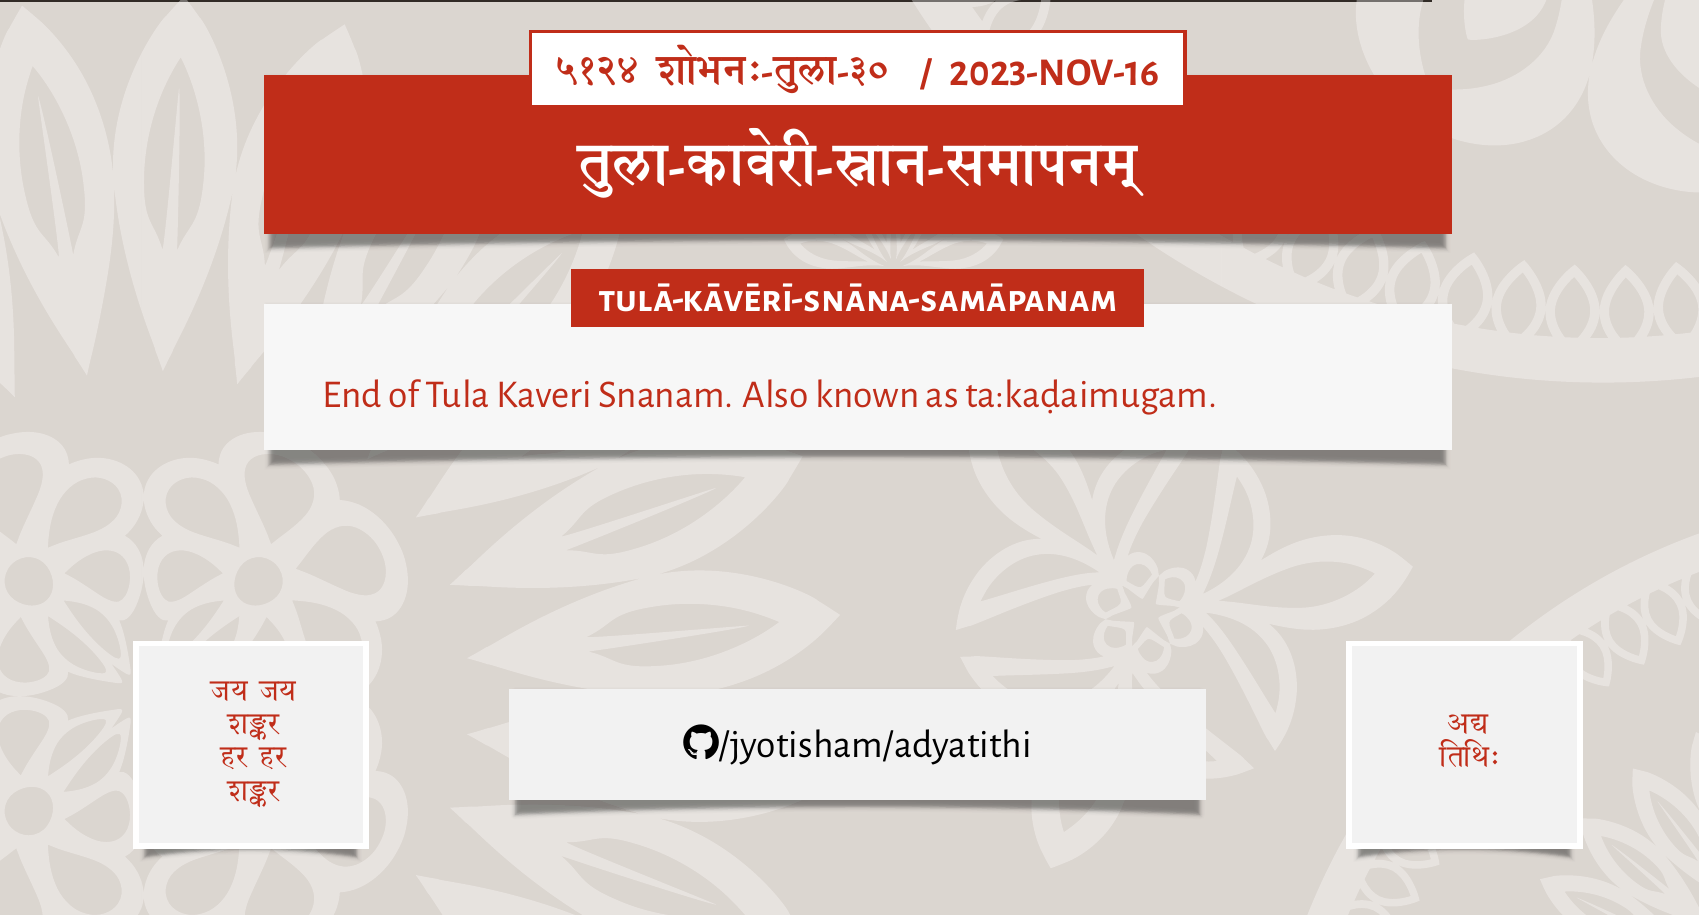 ५१२४ शोभनः-तुला-३० / 2023-NOV-16
तुला-कावेरी-स्नान-समापनम्
TULĀ-KĀVĒRĪ-SNĀNA-SAMĀPANAM
End of Tula Kaveri Snanam. Also known as ta:kaḍaimugam.
जय जय
शङ्कर
हर हर
शङ्कर
/jyotisham/adyatithi
अद्य
तिथिः